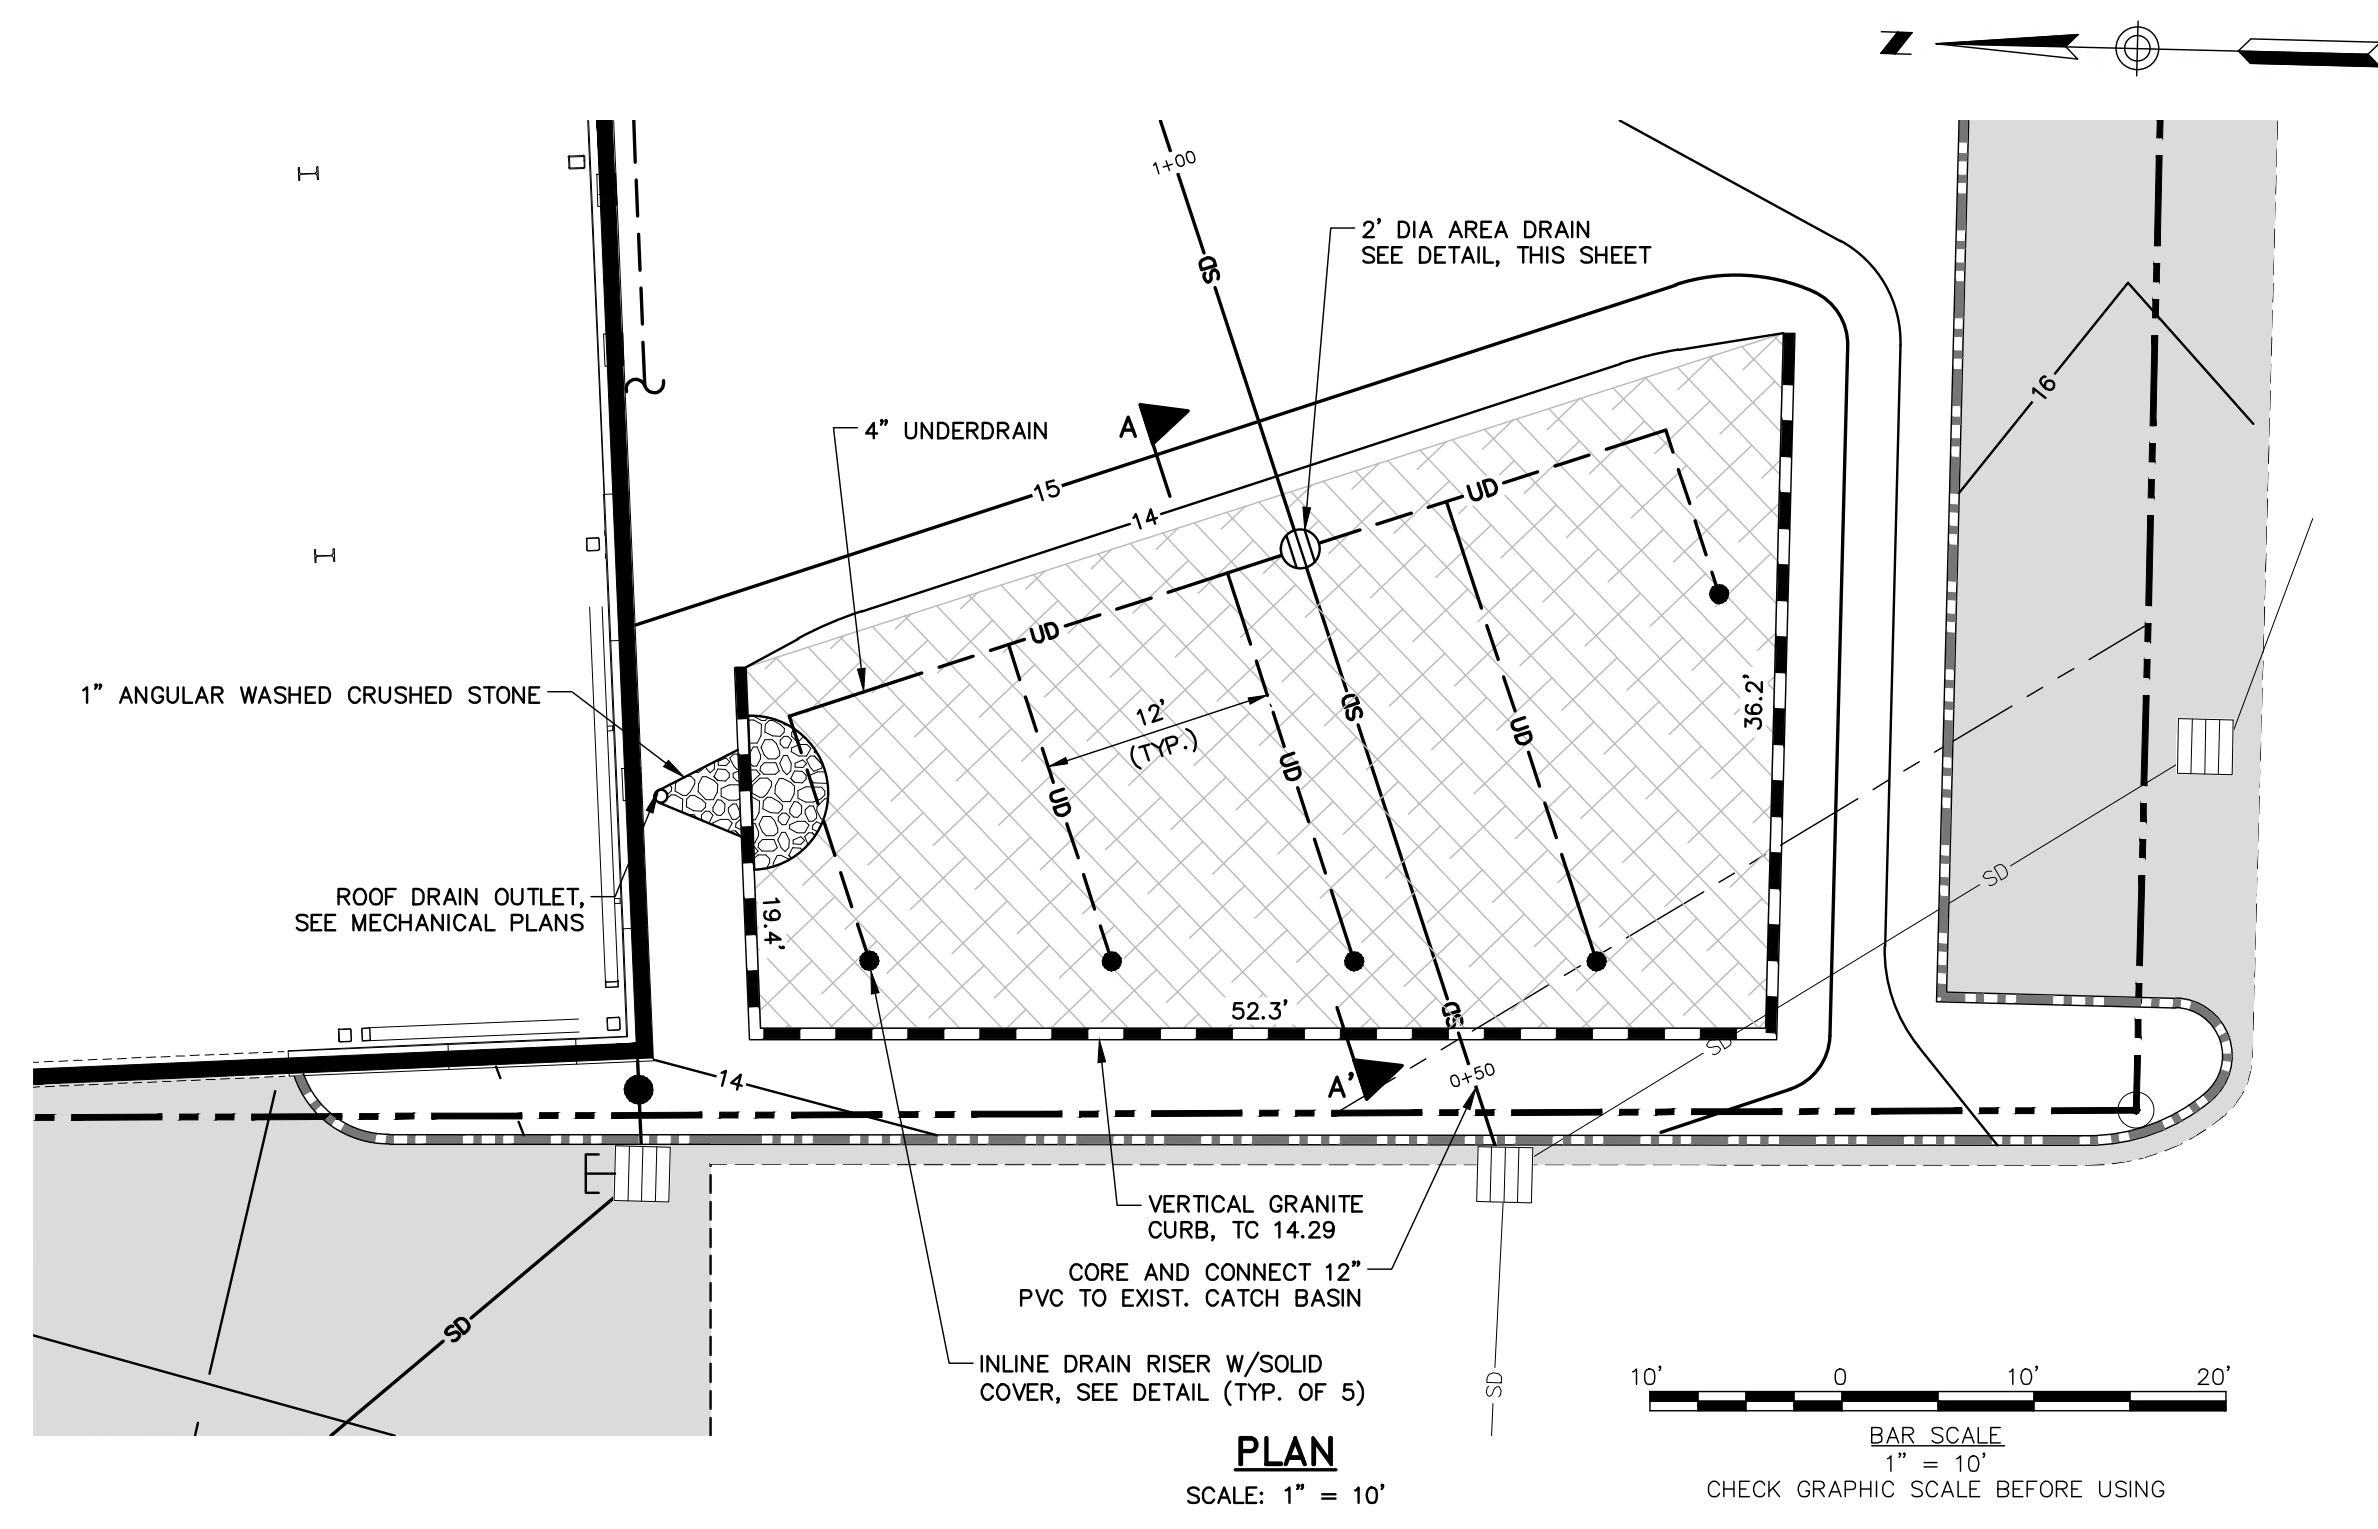 N
1+00
SD
2' DIA AREA DRAIN
SEE DETAIL, THIS SHEET
16
4" UNDERDRAIN
A
15
14
UD
UD
1" ANGULAR WASHED CRUSHED STONE
12'
(TYP.)
SD
36.2'
UD
UD
UD
ROOF DRAIN OUTLET,
SEE MECHANICAL PLANS
19.4'
SD
52.3'
SD
SD
14
A'
0+50
VERTICAL GRANITE
CURB, TC 14.29
CORE AND CONNECT 12"
PVC TO EXIST. CATCH BASIN
SD
INLINE DRAIN RISER W/SOLID
COVER, SEE DETAIL (TYP. OF 5)
SD
PLAN
SCALE: 1" = 10'
10' 0 10' 20'
BAR SCALE
1" = 10'
CHECK GRAPHIC SCALE BEFORE USING